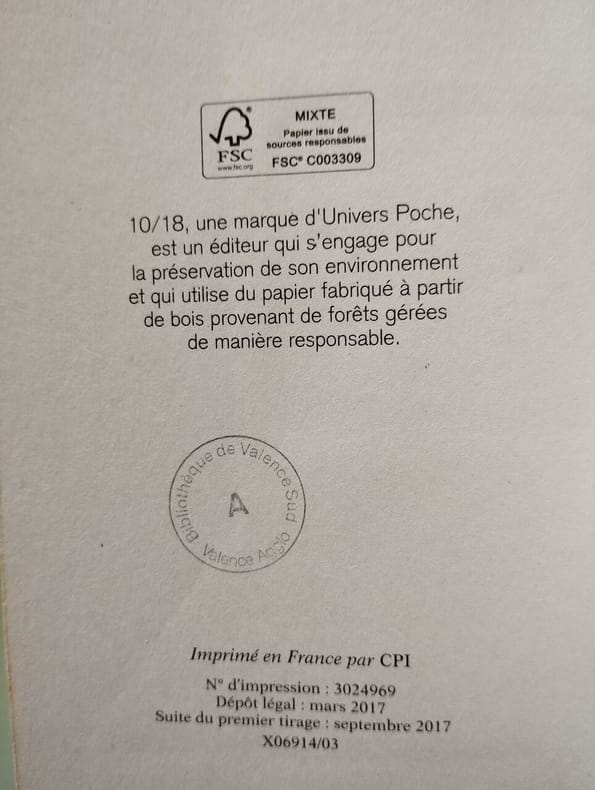 MIXTE
Papier issu de
sources responsables
FSC® C003309
®
FSC
www.fsc.org
10/18, une marque d'Univers Poche,
est un éditeur qui s'engage pour
la préservation de son environnement
et qui utilise du papier fabriqué à partir
de bois provenant de forêts gérées
de manière responsable.
Bibliothèque de Valence Sud
A
Valence Agglo
Imprimé en France par CPI
N° d'impression : 3024969
Dépôt légal : mars 2017
Suite du premier tirage : septembre 2017
X06914/03